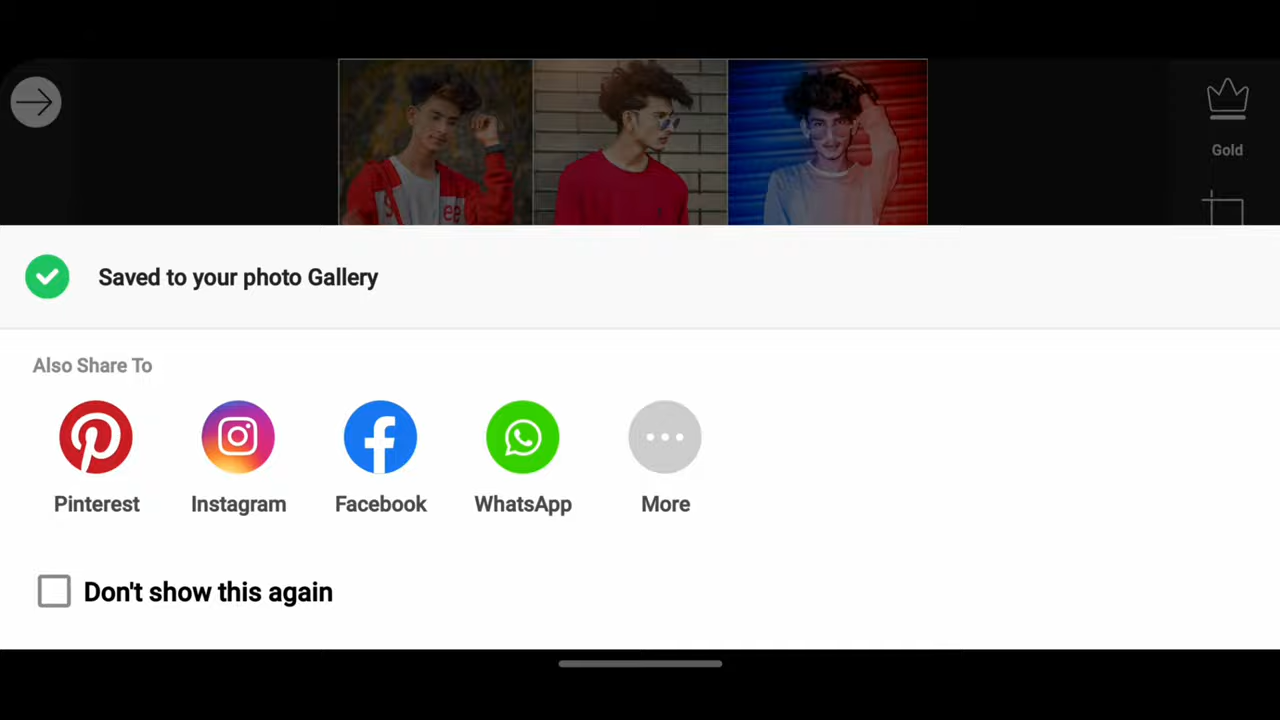 Gold
Saved to your photo Gallery
Also Share To
Pinterest
Instagram
Facebook
WhatsApp
More
Don't show this again